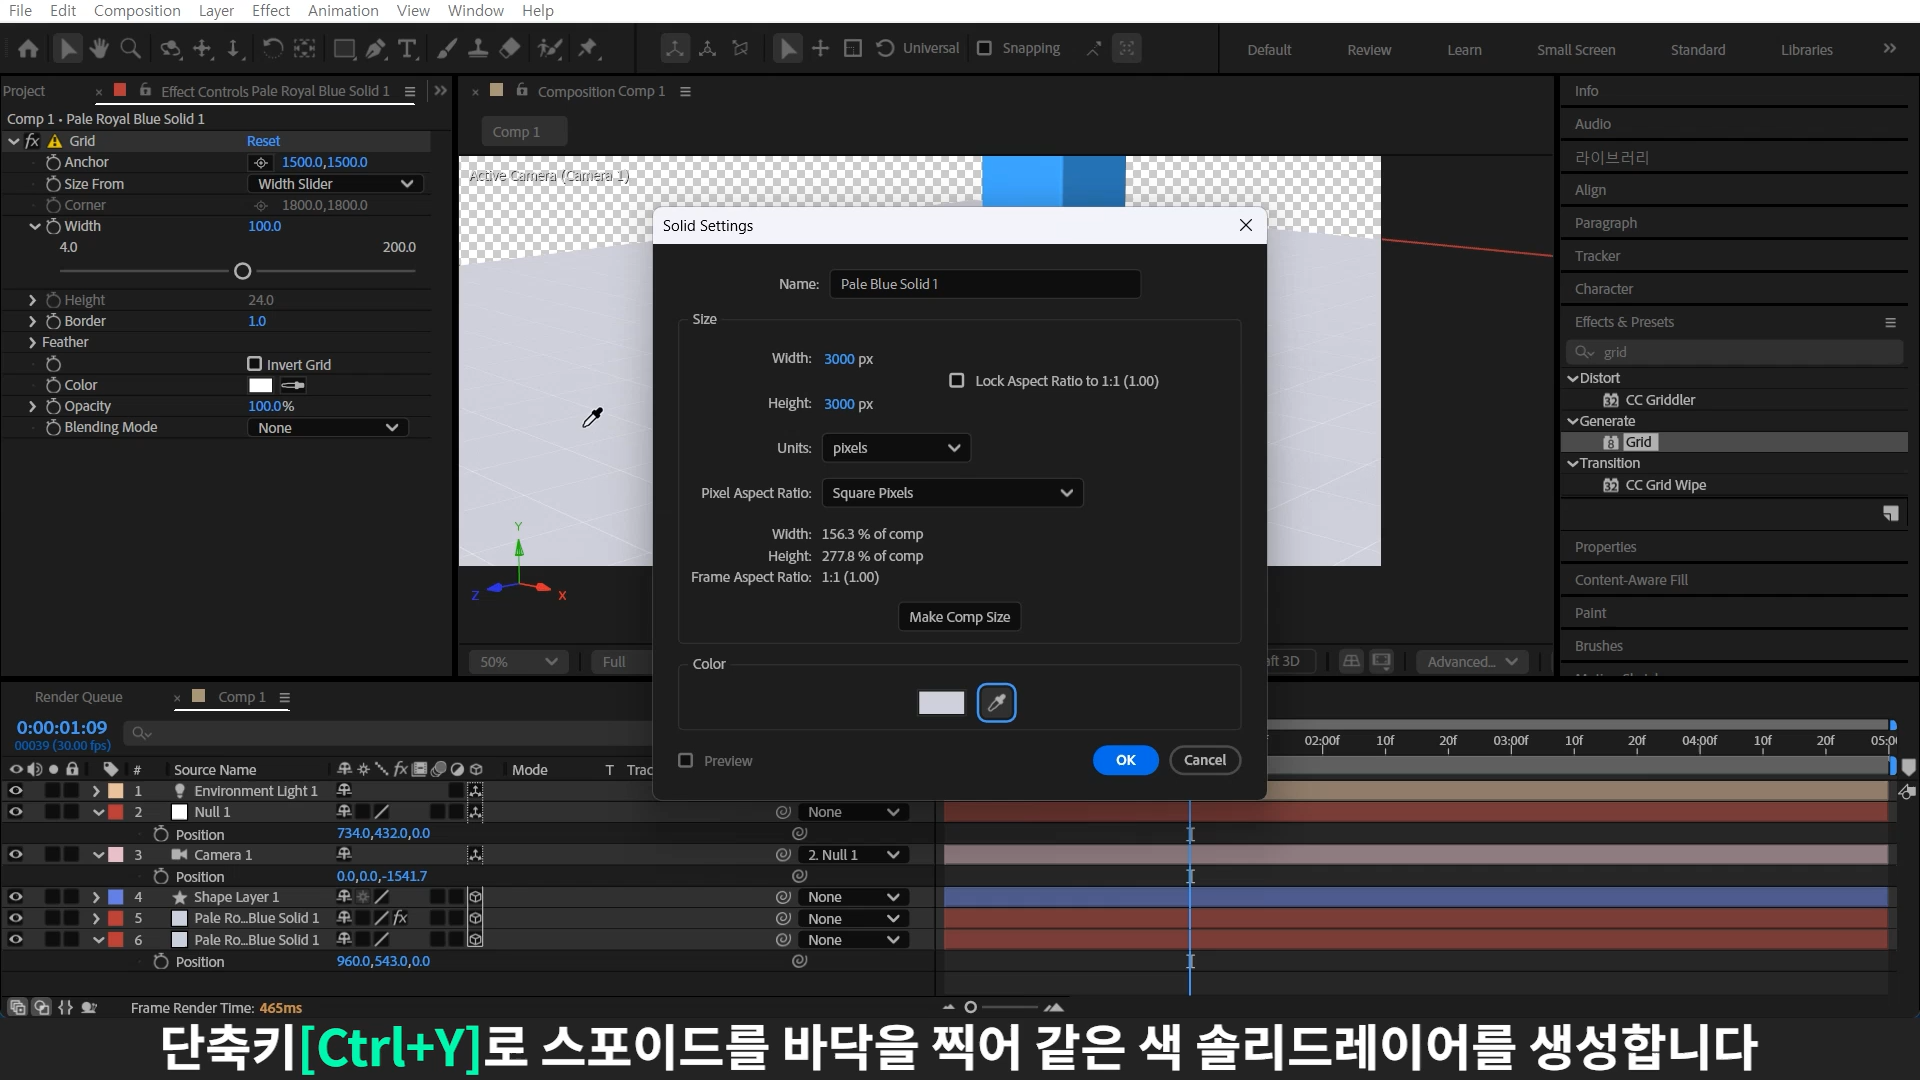 File Edit Composition Layer Effect Animation View Window Help
Universal Snapping Default Review Learn Small Screen Standard Libraries
Project Effect Controls Pale Royal Blue Solid 1
Comp 1 • Pale Royal Blue Solid 1
fx Grid Reset
Anchor 1500.0,1500.0
Size From Width Slider
Corner 1800.0,1800.0
Width 100.0
4.0 200.0
Height 24.0
Border 1.0
Feather
Invert Grid
Color
Opacity 100.0%
Blending Mode None
Composition Comp 1
Comp 1
Active Camera (Camera 1)
Y
Z X
50% Full
Advanced...
Solid Settings
Name: Pale Blue Solid 1
Size
Width: 3000 px
Lock Aspect Ratio to 1:1 (1.00)
Height: 3000 px
Units: pixels
Pixel Aspect Ratio: Square Pixels
Width: 156.3 % of comp
Height: 277.8 % of comp
Frame Aspect Ratio: 1:1 (1.00)
Make Comp Size
Color
Preview OK Cancel
Info
Audio
라이브러리
Align
Paragraph
Tracker
Character
Effects & Presets
grid
Distort
32 CC Griddler
Generate
8 Grid
Transition
32 CC Grid Wipe
Properties
Content-Aware Fill
Paint
Brushes
Render Queue Comp 1
0:00:01:09
00039 (30.00 fps)
02:00f 10f 20f 03:00f 10f 20f 04:00f 10f 20f
# Source Name fx Mode T
1 Environment Light 1
2 Null 1 None
Position 734.0,432.0,0.0
3 Camera 1 2. Null 1
Position 0.0,0.0,-1541.7
4 Shape Layer 1 None
5 Pale Ro...Blue Solid 1 fx None
6 Pale Ro...Blue Solid 1 None
Position 960.0,543.0,0.0
Frame Render Time: 465ms
단축키[Ctrl+Y]로 스포이드를 바닥을 찍어 같은 색 솔리드레이어를 생성합니다